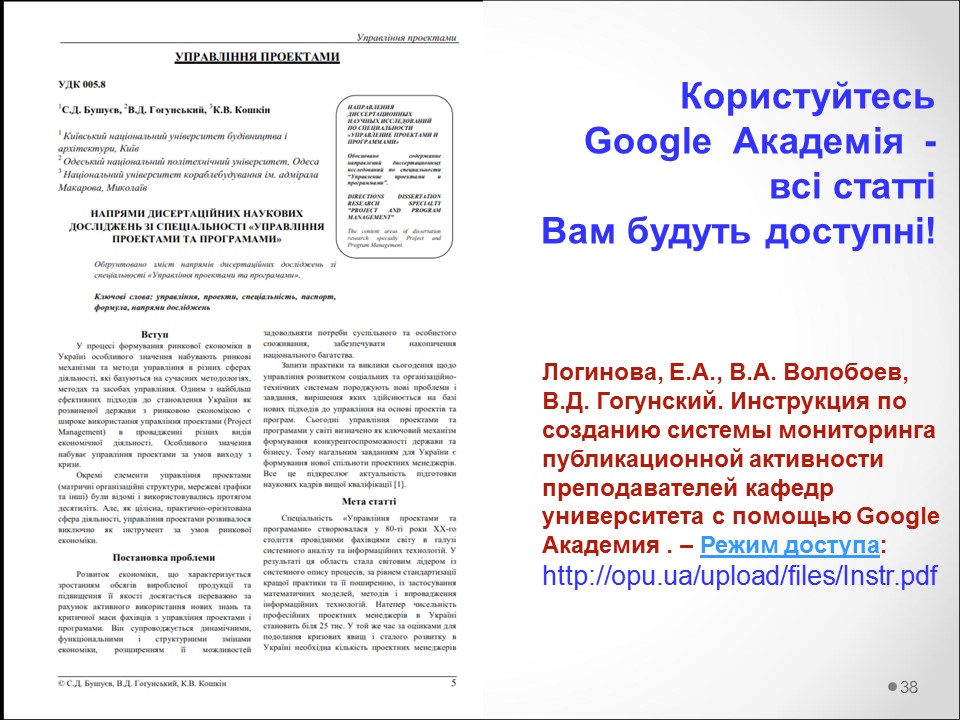 Управління проектами
УПРАВЛІННЯ ПРОЕКТАМИ
УДК 005.8
¹С.Д. Бушуєв, ²В.Д. Гогунський, ³К.В. Кошкін
¹ Київський національний університет будівництва і
архітектури, Київ
² Одеський національний політехнічний університет, Одеса
³ Національний університет кораблебудування ім. адмірала
Макарова, Миколаїв
НАПРЯМИ ДИСЕРТАЦІЙНИХ НАУКОВИХ
ДОСЛІДЖЕНЬ ЗІ СПЕЦІАЛЬНОСТІ «УПРАВЛІННЯ
ПРОЕКТАМИ ТА ПРОГРАМАМИ»
Обґрунтовано зміст напрямів дисертаційних досліджень зі
спеціальності «Управління проектами та програмами».
Ключові слова: управління, проекти, спеціальність, паспорт,
формула, напрями досліджень
НАПРАВЛЕНИЯ
ДИССЕРТАЦИОННЫХ
НАУЧНЫХ ИССЛЕДОВАНИЙ
ПО СПЕЦИАЛЬНОСТИ
«УПРАВЛЕНИЕ ПРОЕКТАМИ И
ПРОГРАММАМИ»
Обосновано содержание
направлений диссертационных
исследований по специальности
"Управление проектами и
программами".
DIRECTIONS DISSERTATION
RESEARCH SPECIALTY
"PROJECT AND PROGRAM
MANAGEMENT"
The content areas of dissertation
research specialty Project and
Program Management.
Вступ
У процесі формування ринкової економіки в
Україні особливого значення набувають ринкові
механізми та методи управління в різних сферах
діяльності, які базуються на сучасних методологіях,
методах та засобах управління. Одним з найбільш
ефективних підходів до становлення України як
розвиненої держави з ринковою економікою є
широке використання управління проектами (Project
Management) в провадженні різних видів
економічної діяльності. Особливого значення
набуває управління проектами за умов виходу з
кризи.
Окремі елементи управління проектами
(матричні організаційні структури, мережеві графіки
та інші) були відомі і використовувались протягом
десятиліть. Але, як цілісна, практично-орієнтована
сфера діяльності, управління проектами розвивалося
виключно як інструмент за умов ринкової
економіки.
Постановка проблеми
Розвиток економіки, що характеризується
зростанням обсягів виробленої продукції та
підвищення її якості досягається переважно за
рахунок активного використання нових знань та
критичної маси фахівців з управління проектами і
програмами. Він супроводжується динамічними,
функціональними і структурними змінами
економіки, розширенням її можливостей
задовольняти потреби суспільного та особистого
споживання, забезпечувати накопичення
національного багатства.
Запити практики та виклики сьогодення щодо
управління розвитком соціальних та організаційно-
технічних системам породжують нові проблеми і
завдання, вирішення яких здійснюється на базі
нових підходів до управління на основі проектів та
програм. Сьогодні управління проектами та
програмами у світі визначено як ключовий механізм
формування конкурентоспроможності держави та
бізнесу. Тому нагальним завданням для України є
формування нової спільноти проектних менеджерів.
Все це підкреслює актуальність підготовки
наукових кадрів вищої кваліфікації [1].
Мета статті
Спеціальність «Управління проектами та
програмами» створювалася у 80-ті роки ХХ-го
століття провідними фахівцями світу в галузі
системного аналізу та інформаційних технологій. У
результаті ця область стала світовим лідером із
системного опису процесів, за рівнем стандартизації
кращої практики та її поширенню, із застосування
математичних моделей, методів і впровадження
інформаційних технологій. Натепер чисельність
професійних проектних менеджерів в Україні
становить біля 25 тис. У той же час за оцінками для
подолання кризових явищ і сталого розвитку в
Україні необхідна кількість проектних менеджерів
© С.Д. Бушуєв, В.Д. Гогунський, К.В. Кошкін 5
Користуйтесь
Google Академія -
всі статті
Вам будуть доступні!
Логинова, Е.А., В.А. Волобоев,
В.Д. Гогунский. Инструкция по
созданию системы мониторинга
публикационной активности
преподавателей кафедр
университета с помощью Google
Академия . – Режим доступа:
http://opu.ua/upload/files/Instr.pdf
38